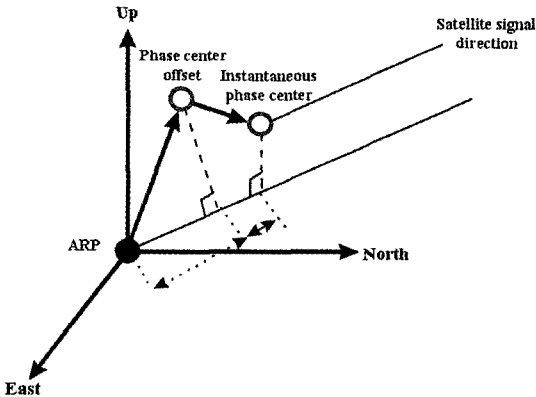 Up
Satellite signal
direction
Phase center
offset
Instantaneous
phase center
ARP
North
East